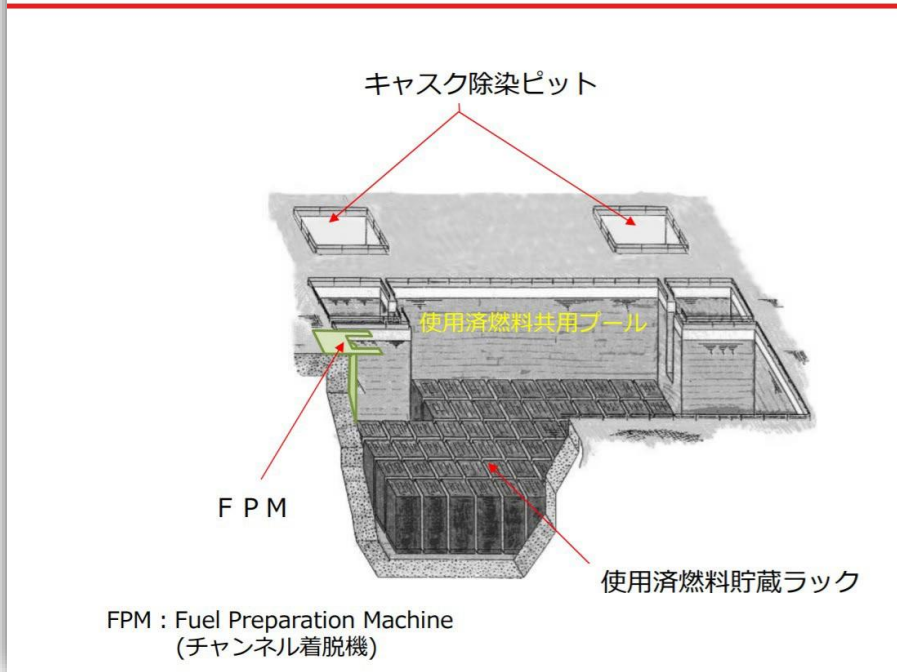 キャスク除染ピット
使用済燃料共用プール
ＦＰＭ
使用済燃料貯蔵ラック
FPM：Fuel Preparation Machine
(チャンネル着脱機)